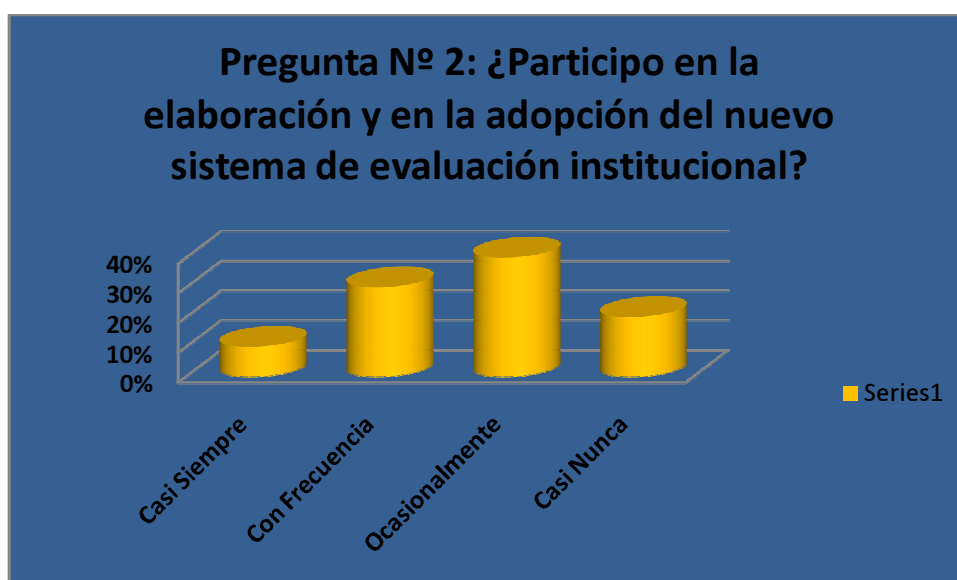 Pregunta Nº 2: ¿Participo en la
elaboración y en la adopción del nuevo
sistema de evaluación institucional?
40%
30%
20%
10%
0%
Casi Siempre
Con Frecuencia
Ocasionalmente
Casi Nunca
Series1